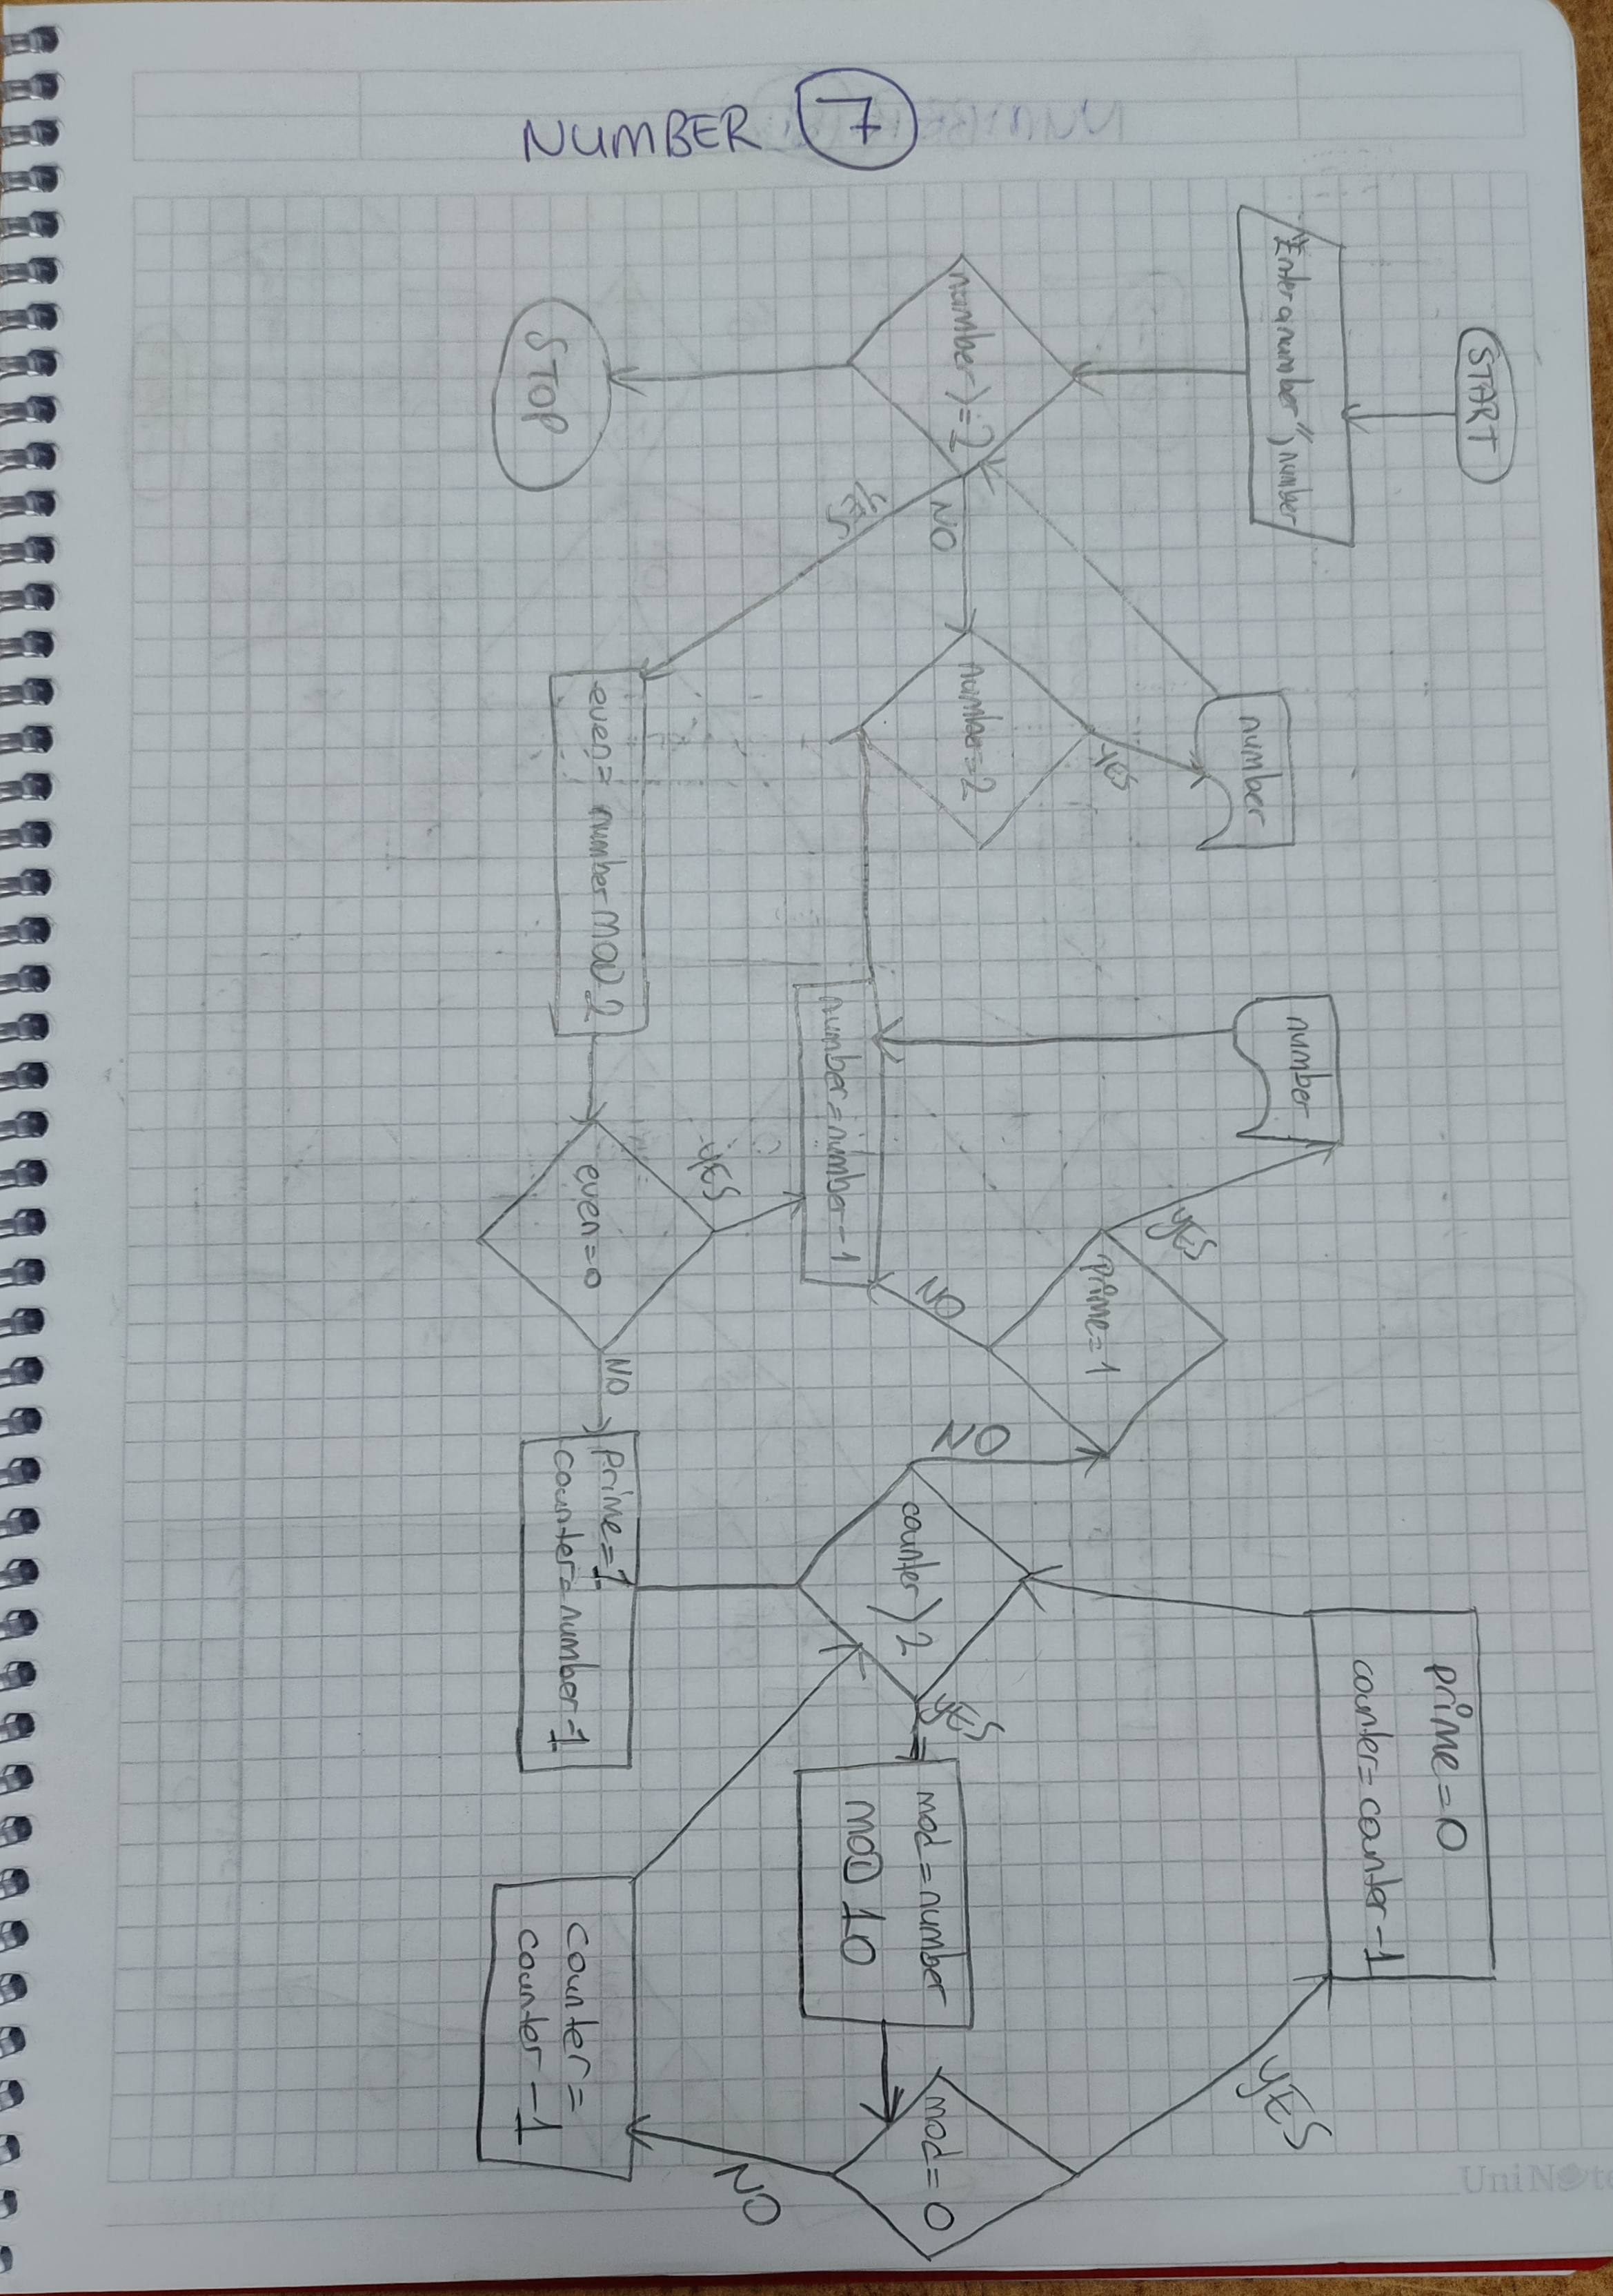 NUMBER 7
START
"Enter a number", number
number >= 2
STOP
NO
YES
number=2
YES
number
even= number MOD 2
even=0
YES
NO
number=number-1
number
YES
prime=1
NO
Prime=1
counter=number-1
NO
counter > 2
YES
mod=number
MOD 10
mod=0
YES
prime=0
counter=counter-1
NO
counter=
counter-1
UniNote